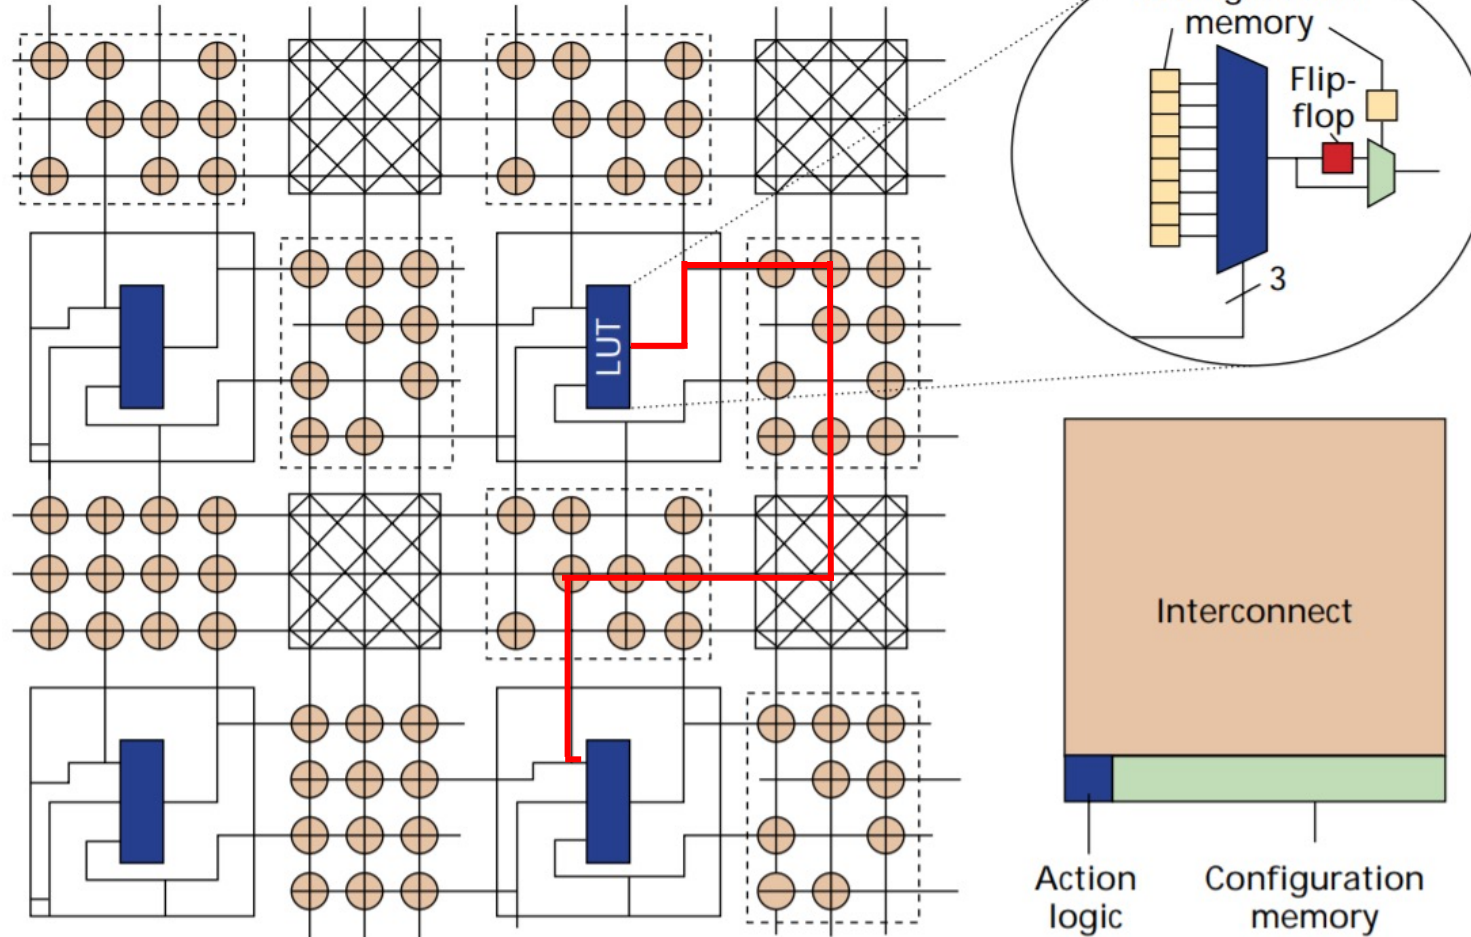 memory
Flip-
flop
3
LUT
Interconnect
Action
logic
Configuration
memory